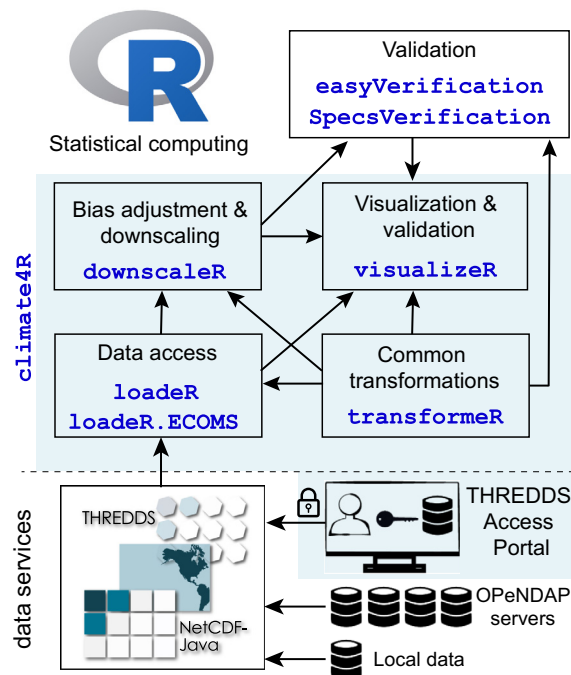 R
Validation
easyVerification
SpecsVerification
Statistical computing
climate4R
Bias adjustment &
downscaling
downscaleR
Visualization &
validation
visualizeR
Data access
loadeR
loadeR.ECOMS
Common
transformations
transformeR
data services
THREDDS
NetCDF-
Java
THREDDS
Access
Portal
OPeNDAP
servers
Local data